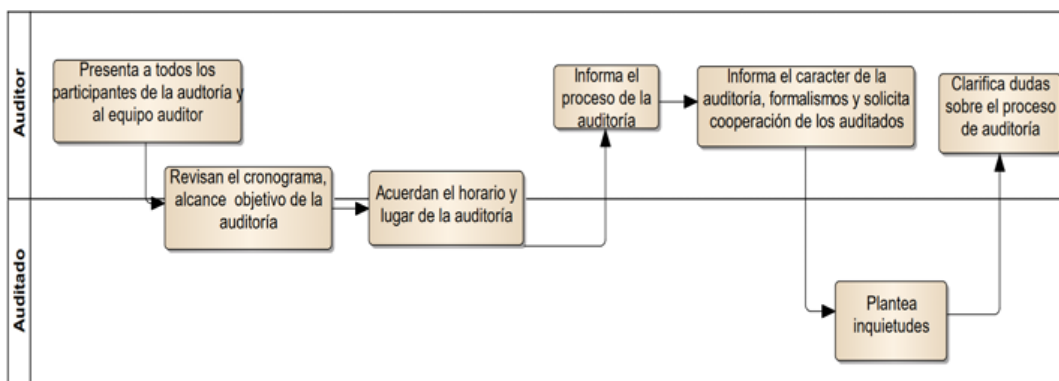 Auditor
Presenta a todos los
participantes de la audtoría y
al equipo auditor
Revisan el cronograma,
alcance objetivo de la
auditoría
Acuerdan el horario y
lugar de la auditoría
Informa el
proceso de la
auditoría
Informa el caracter de la
auditoría, formalismos y solicita
cooperación de los auditados
Clarifica dudas
sobre el proceso
de auditoría
Auditado
Plantea
inquietudes